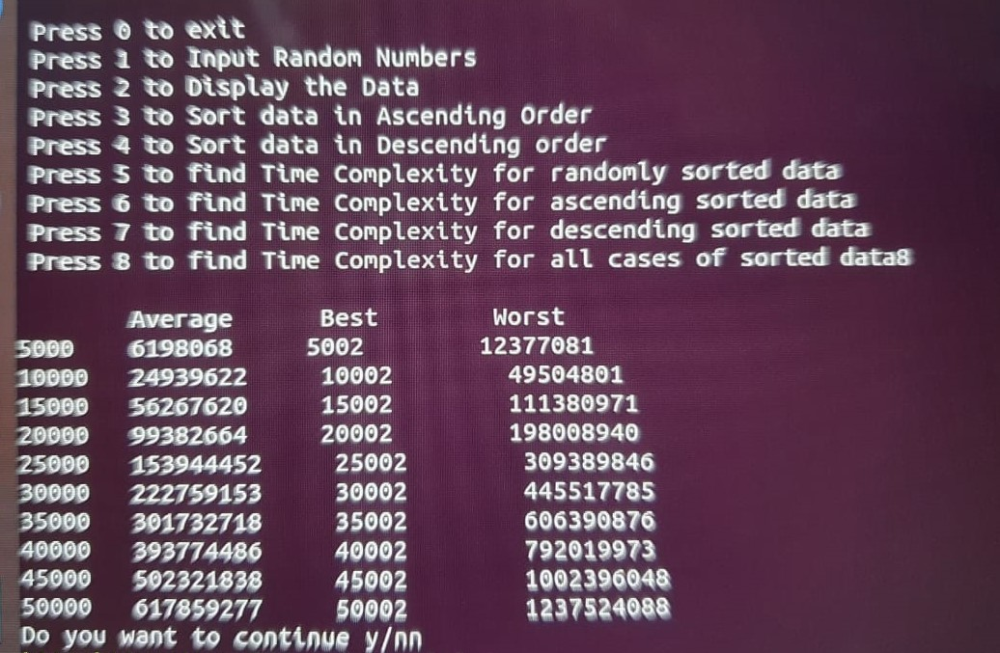 Press 0 to exit
Press 1 to Input Random Numbers
Press 2 to Display the Data
Press 3 to Sort data in Ascending Order
Press 4 to Sort data in Descending order
Press 5 to find Time Complexity for randomly sorted data
Press 6 to find Time Complexity for ascending sorted data
Press 7 to find Time Complexity for descending sorted data
Press 8 to find Time Complexity for all cases of sorted data8
Average Best Worst
5000 6198068 5002 12377081
10000 24939622 10002 49504801
15000 56267620 15002 111380971
20000 99382664 20002 198008940
25000 153944452 25002 309389846
30000 222759153 30002 445517785
35000 301732718 35002 606390876
40000 393774486 40002 792019973
45000 502321838 45002 1002396048
50000 617859277 50002 1237524088
Do you want to continue y/nn